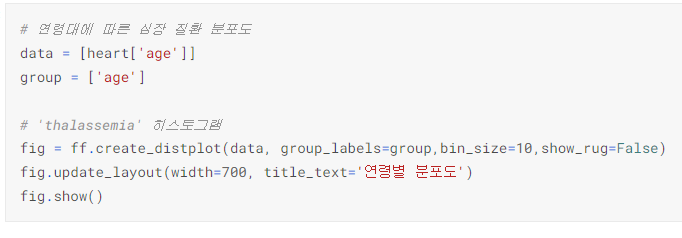 # 연령대에 따른 심장 질환 분포도
data = [heart['age']]
group = ['age']
# 'thalassemia' 히스토그램
fig = ff.create_distplot(data, group_labels=group,bin_size=10,show_rug=False)
fig.update_layout(width=700, title_text='연령별 분포도')
fig.show()